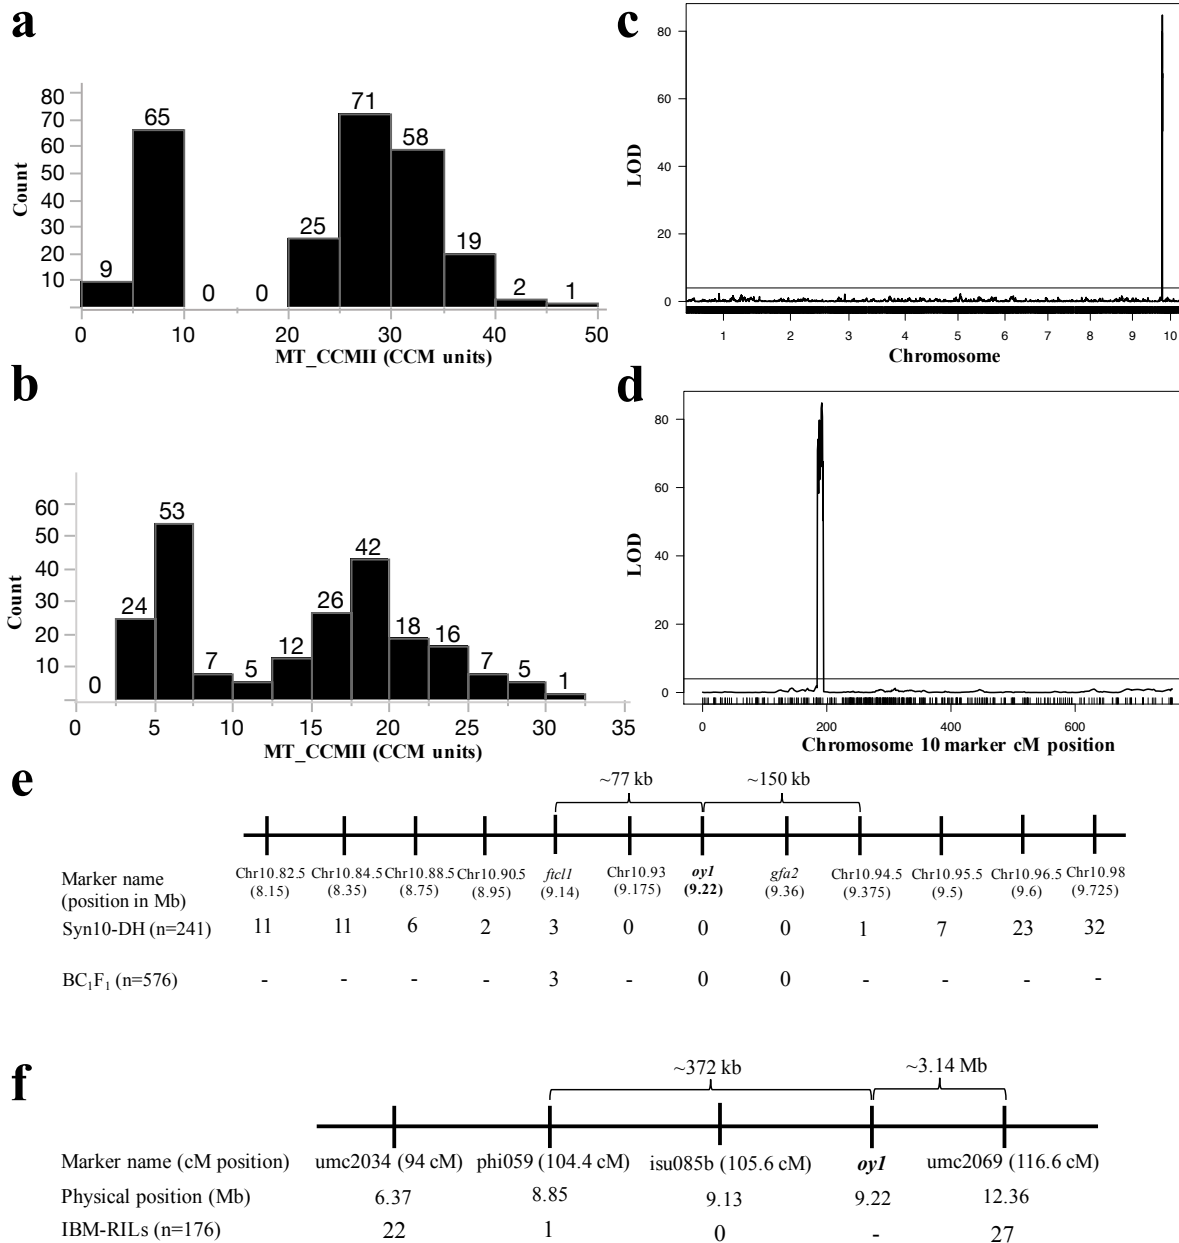 a
Count
80
70
60
50
40
30
20
10
9
65
0
0
25
71
58
19
2
1
0
10
20
30
40
50
MT_CCMII (CCM units)
b
Count
60
50
40
30
20
10
0
24
53
7
5
12
26
42
18
16
7
5
1
0
5
10
15
20
25
30
35
MT_CCMII (CCM units)
c
LOD
80
60
40
20
0
1 2 3 4 5 6 7 8 9 10
Chromosome
d
LOD
80
60
40
20
0
0 200 400 600
Chromosome 10 marker cM position
e
~77 kb ~150 kb
Marker name
(position in Mb)
Chr10.82.5 Chr10.84.5 Chr10.88.5 Chr10.90.5 ftcl1 Chr10.93 oy1 gfa2 Chr10.94.5 Chr10.95.5 Chr10.96.5 Chr10.98
(8.15) (8.35) (8.75) (8.95) (9.14) (9.175) (9.22) (9.36) (9.375) (9.5) (9.6) (9.725)
Syn10-DH (n=241) 11 11 6 2 3 0 0 0 1 7 23 32
BC1F1 (n=576) - - - - 3 - 0 0 - - - -
f
~372 kb ~3.14 Mb
Marker name (cM position) umc2034 (94 cM) phi059 (104.4 cM) isu085b (105.6 cM) oy1 umc2069 (116.6 cM)
Physical position (Mb) 6.37 8.85 9.13 9.22 12.36
IBM-RILs (n=176) 22 1 0 - 27